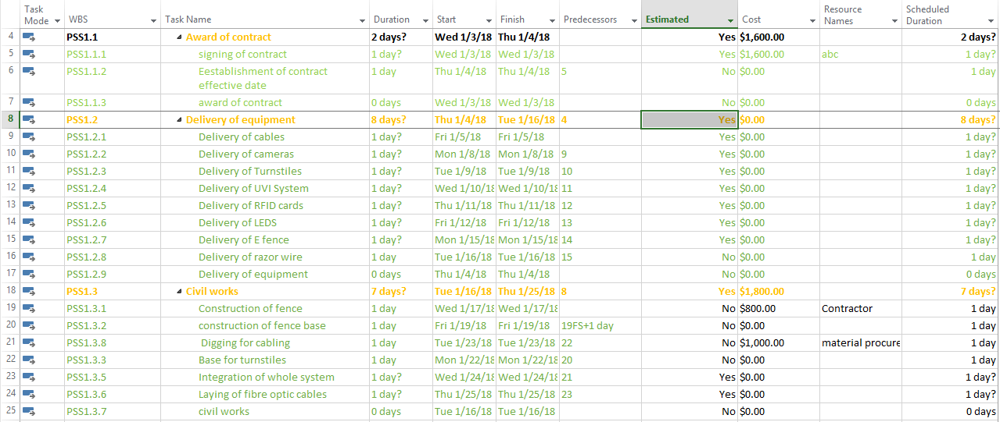 Task Mode WBS Task Name Duration Start Finish Predecessors Estimated Cost Resource Names Scheduled Duration
4 PSS1.1 Award of contract 2 days? Wed 1/3/18 Thu 1/4/18 Yes $1,600.00 2 days?
5 PSS1.1.1 signing of contract 1 day? Wed 1/3/18 Wed 1/3/18 Yes $1,600.00 abc 1 day?
6 PSS1.1.2 Eestablishment of contract effective date 1 day Thu 1/4/18 Thu 1/4/18 5 No $0.00 1 day
7 PSS1.1.3 award of contract 0 days Wed 1/3/18 Wed 1/3/18 No $0.00 0 days
8 PSS1.2 Delivery of equipment 8 days? Thu 1/4/18 Tue 1/16/18 4 Yes $0.00 8 days?
9 PSS1.2.1 Delivery of cables 1 day? Fri 1/5/18 Fri 1/5/18 Yes $0.00 1 day?
10 PSS1.2.2 Delivery of cameras 1 day? Mon 1/8/18 Mon 1/8/18 9 Yes $0.00 1 day?
11 PSS1.2.3 Delivery of Turnstiles 1 day? Tue 1/9/18 Tue 1/9/18 10 Yes $0.00 1 day?
12 PSS1.2.4 Delivery of UVI System 1 day? Wed 1/10/18 Wed 1/10/18 11 Yes $0.00 1 day?
13 PSS1.2.5 Delivery of RFID cards 1 day? Thu 1/11/18 Thu 1/11/18 12 Yes $0.00 1 day?
14 PSS1.2.6 Delivery of LEDS 1 day? Fri 1/12/18 Fri 1/12/18 13 Yes $0.00 1 day?
15 PSS1.2.7 Delivery of E fence 1 day? Mon 1/15/18 Mon 1/15/18 14 Yes $0.00 1 day?
16 PSS1.2.8 Delivery of razor wire 1 day Tue 1/16/18 Tue 1/16/18 15 No $0.00 1 day
17 PSS1.2.9 Delivery of equipment 0 days Thu 1/4/18 Thu 1/4/18 No $0.00 0 days
18 PSS1.3 Civil works 7 days? Tue 1/16/18 Thu 1/25/18 8 Yes $1,800.00 7 days?
19 PSS1.3.1 Construction of fence 1 day Wed 1/17/18 Wed 1/17/18 No $800.00 Contractor 1 day
20 PSS1.3.2 construction of fence base 1 day Fri 1/19/18 Fri 1/19/18 19FS+1 day No $0.00 1 day
21 PSS1.3.8 Digging for cabling 1 day Tue 1/23/18 Tue 1/23/18 22 No $1,000.00 material procure 1 day
22 PSS1.3.3 Base for turnstiles 1 day Mon 1/22/18 Mon 1/22/18 20 No $0.00 1 day
23 PSS1.3.5 Integration of whole system 1 day? Wed 1/24/18 Wed 1/24/18 21 Yes $0.00 1 day?
24 PSS1.3.6 Laying of fibre optic cables 1 day? Thu 1/25/18 Thu 1/25/18 23 Yes $0.00 1 day?
25 PSS1.3.7 civil works 0 days Tue 1/16/18 Tue 1/16/18 No $0.00 0 days